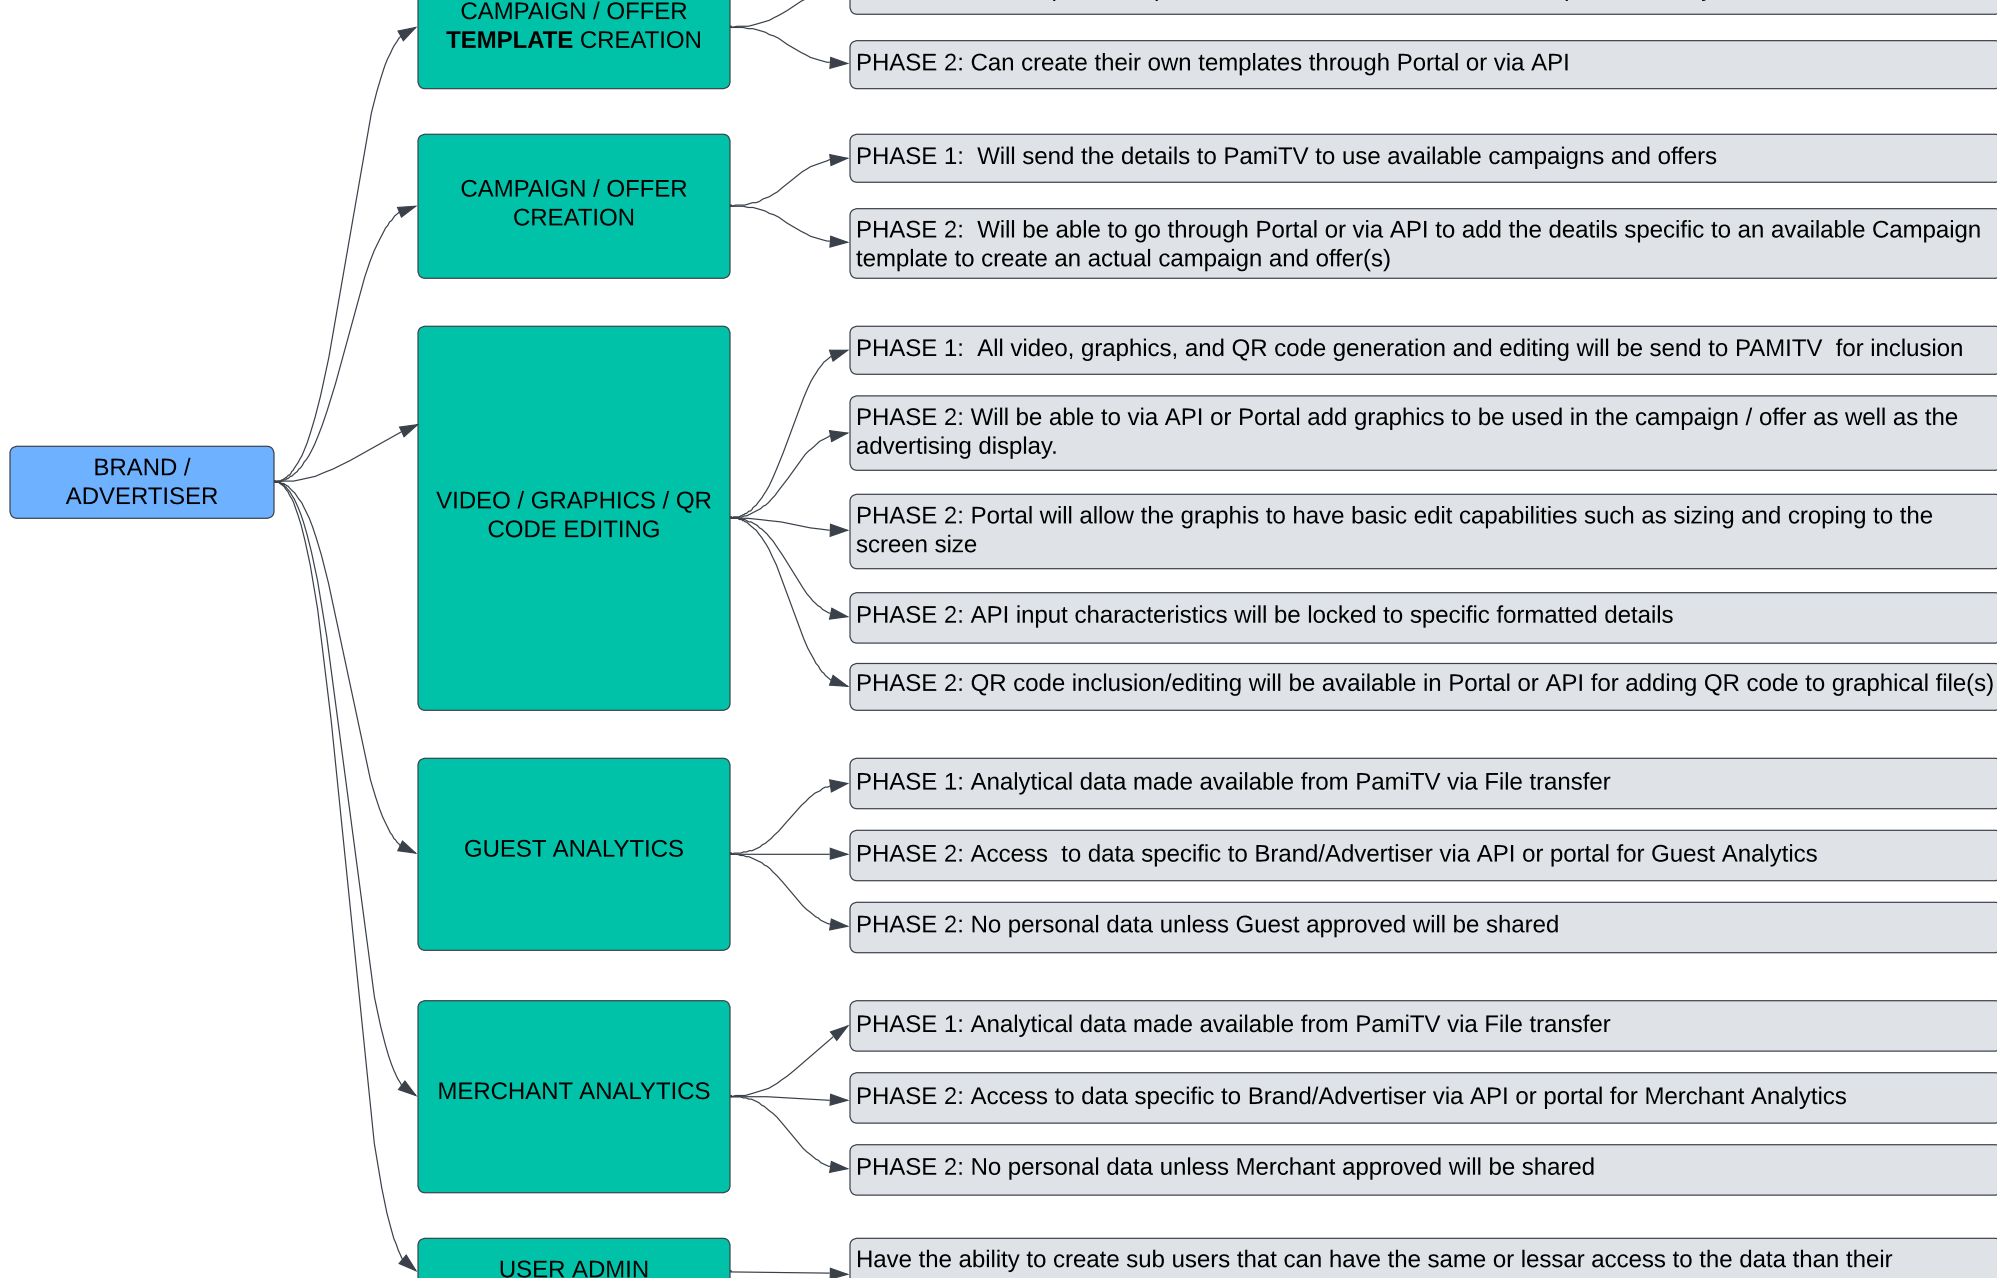 BRAND /
ADVERTISER
CAMPAIGN / OFFER
TEMPLATE CREATION
PHASE 2: Can create their own templates through Portal or via API
CAMPAIGN / OFFER
CREATION
PHASE 1:  Will send the details to PamiTV to use available campaigns and offers
PHASE 2:  Will be able to go through Portal or via API to add the deatils specific to an available Campaign
template to create an actual campaign and offer(s)
VIDEO / GRAPHICS / QR
CODE EDITING
PHASE 1:  All video, graphics, and QR code generation and editing will be send to PAMITV  for inclusion
PHASE 2: Will be able to via API or Portal add graphics to be used in the campaign / offer as well as the
advertising display.
PHASE 2: Portal will allow the graphis to have basic edit capabilities such as sizing and croping to the
screen size
PHASE 2: API input characteristics will be locked to specific formatted details
PHASE 2: QR code inclusion/editing will be available in Portal or API for adding QR code to graphical file(s)
GUEST ANALYTICS
PHASE 1: Analytical data made available from PamiTV via File transfer
PHASE 2: Access  to data specific to Brand/Advertiser via API or portal for Guest Analytics
PHASE 2: No personal data unless Guest approved will be shared
MERCHANT ANALYTICS
PHASE 1: Analytical data made available from PamiTV via File transfer
PHASE 2: Access to data specific to Brand/Advertiser via API or portal for Merchant Analytics
PHASE 2: No personal data unless Merchant approved will be shared
USER ADMIN
Have the ability to create sub users that can have the same or lessar access to the data than their